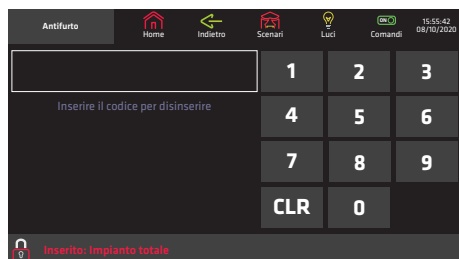 Antifurto
Home
Indietro
Scenari
Luci
ON
Comandi
15:55:42
08/10/2020
1 2 3
Inserire il codice per disinserire
4 5 6
7 8 9
CLR 0
Inserito: Impianto totale